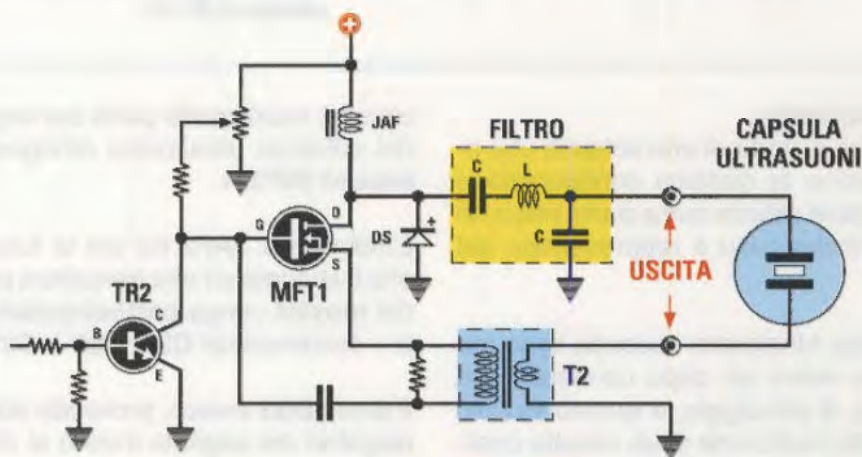 +
JAF
FILTRO
CAPSULA
ULTRASUONI
C
L
C
G
D
S
DS
+
MFT1
TR2
B
C
E
USCITA
T2